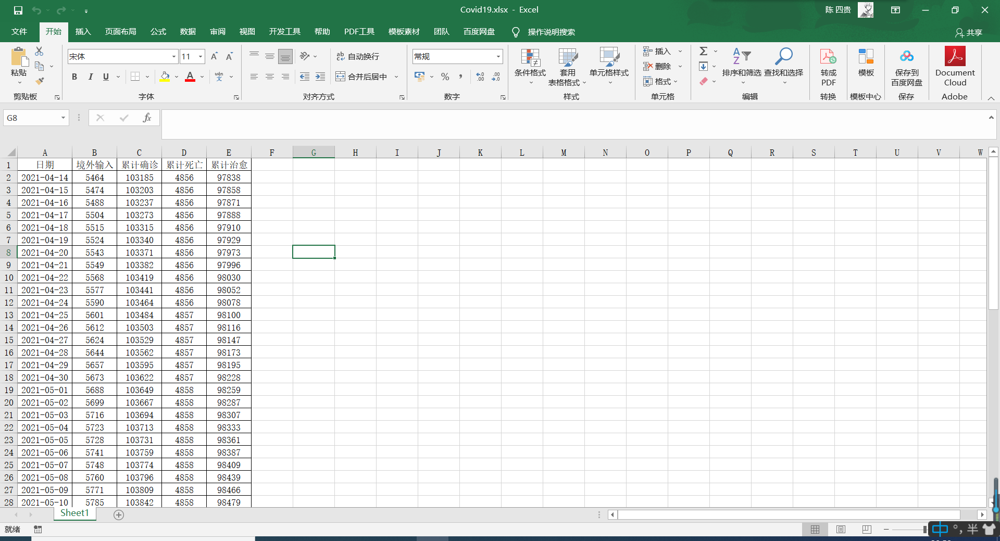 Covid19.xlsx - Excel
陈 四贵
文件 开始 插入 页面布局 公式 数据 审阅 视图 开发工具 帮助 PDF工具 模板素材 团队 百度网盘 操作说明搜索 共享
粘贴
剪贴板
宋体 11
B I U wén 文
字体
ab 自动换行
合并后居中
对齐方式
常规
数字
条件格式
套用 表格格式
单元格样式
样式
插入
删除
格式
单元格
排序和筛选
查找和选择
编辑
转成 PDF
转换
模板
模板中心
保存到 百度网盘
保存
Document Cloud
Adobe
G8 fx
A B C D E F G H I J K L M N O P Q R S T U V W
1 日期 境外输入 累计确诊 累计死亡 累计治愈
2 2021-04-14 5464 103185 4856 97838
3 2021-04-15 5474 103203 4856 97858
4 2021-04-16 5488 103237 4856 97871
5 2021-04-17 5504 103273 4856 97888
6 2021-04-18 5515 103315 4856 97910
7 2021-04-19 5524 103340 4856 97929
8 2021-04-20 5543 103371 4856 97973
9 2021-04-21 5549 103382 4856 97996
10 2021-04-22 5568 103419 4856 98030
11 2021-04-23 5577 103441 4856 98052
12 2021-04-24 5590 103464 4856 98078
13 2021-04-25 5601 103484 4857 98100
14 2021-04-26 5612 103503 4857 98116
15 2021-04-27 5624 103529 4857 98147
16 2021-04-28 5644 103562 4857 98173
17 2021-04-29 5657 103595 4857 98195
18 2021-04-30 5673 103622 4857 98228
19 2021-05-01 5688 103649 4858 98259
20 2021-05-02 5699 103667 4858 98287
21 2021-05-03 5716 103694 4858 98307
22 2021-05-04 5723 103713 4858 98333
23 2021-05-05 5728 103731 4858 98361
24 2021-05-06 5741 103759 4858 98387
25 2021-05-07 5748 103774 4858 98409
26 2021-05-08 5760 103796 4858 98439
27 2021-05-09 5771 103809 4858 98466
28 2021-05-10 5785 103842 4858 98479
Sheet1
就绪
中 °, 半